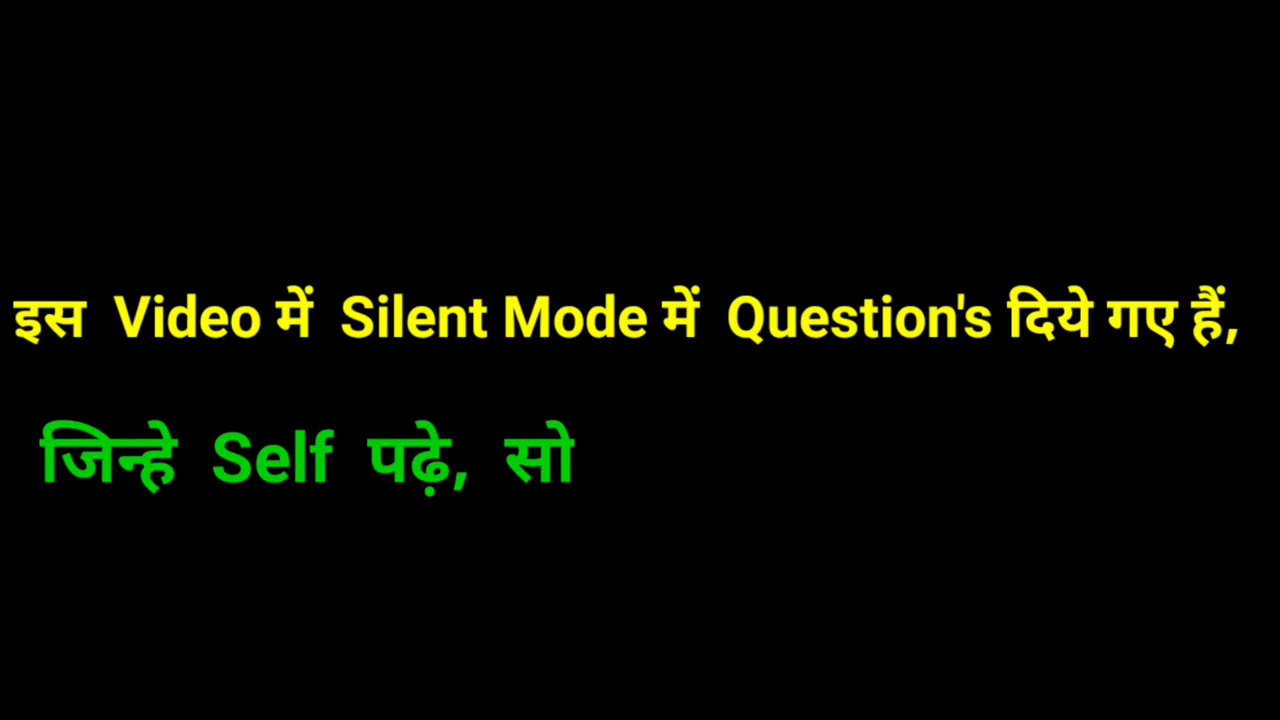 इस Video में Silent Mode में Question's दिये गए हैं,
जिन्हे Self पढ़े, सो